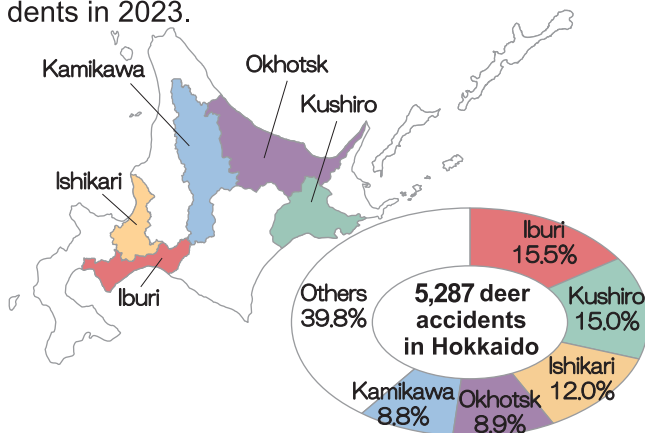 dents in 2023.
Kamikawa
Okhotsk
Kushiro
Ishikari
Iburi
Iburi
15.5%
Kushiro
15.0%
Ishikari
12.0%
Okhotsk
8.9%
Kamikawa
8.8%
Others
39.8%
5,287 deer
accidents
in Hokkaido